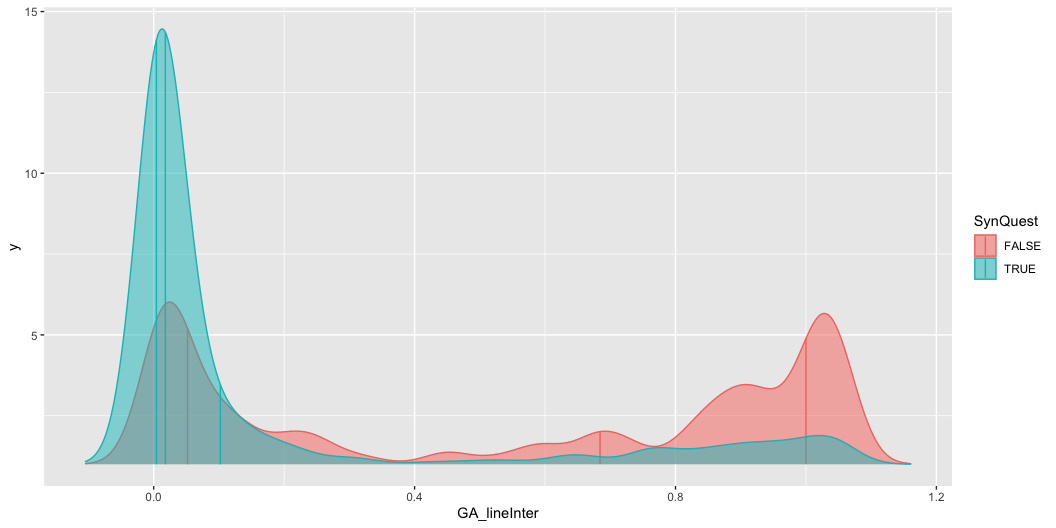 15
10
5
y
0.0
0.4
0.8
1.2
GA_lineInter
SynQuest
FALSE
TRUE